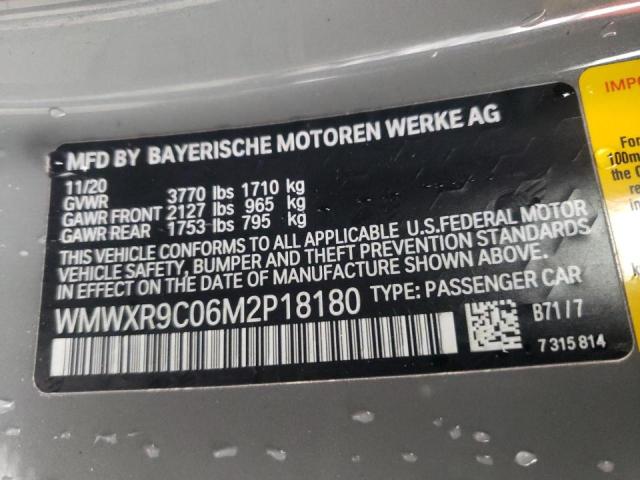 MFD BY BAYERISCHE MOTOREN WERKE AG
11/20
GVWR 3770 lbs 1710 kg
GAWR FRONT 2127 lbs 965 kg
GAWR REAR 1753 lbs 795 kg
THIS VEHICLE CONFORMS TO ALL APPLICABLE U.S.FEDERAL MOTOR
VEHICLE SAFETY, BUMPER AND THEFT PREVENTION STANDARDS
IN EFFECT ON THE DATE OF MANUFACTURE SHOWN ABOVE.
WMWXR9C06M2P18180 TYPE: PASSENGER CAR
B71/7
7 315 814
For
100m
the